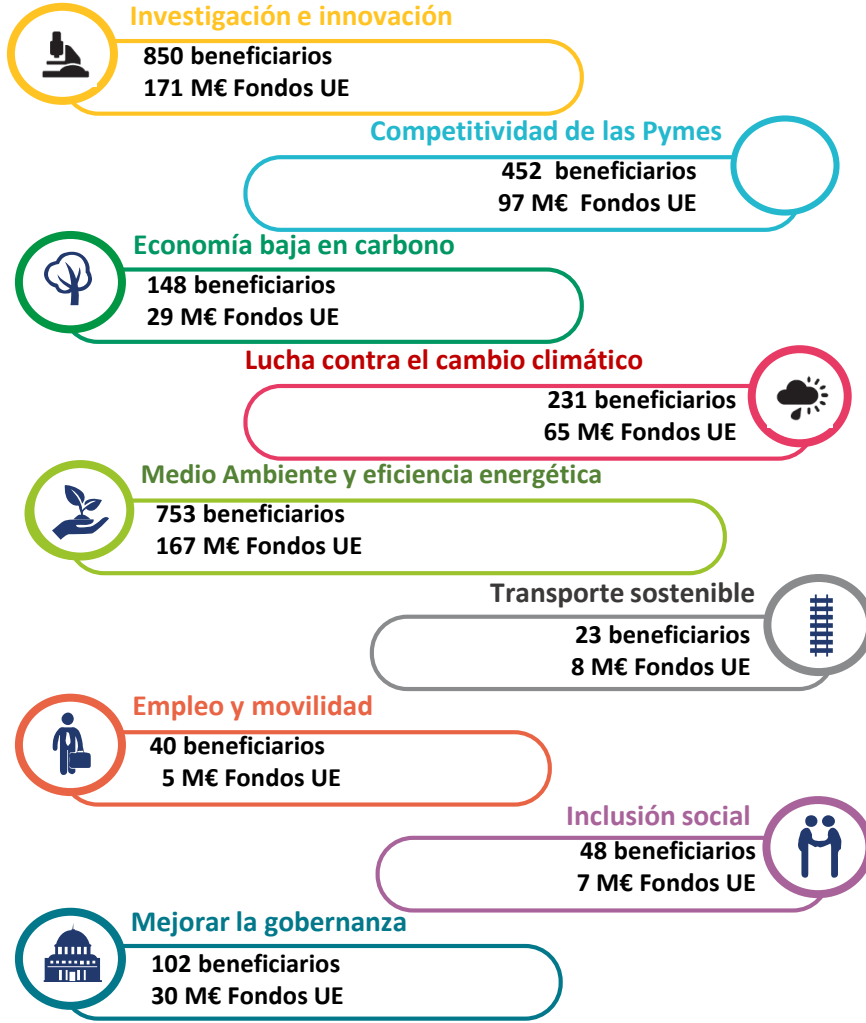 Investigación e innovación
850 beneficiarios
171 M€ Fondos UE
Competitividad de las Pymes
452 beneficiarios
97 M€ Fondos UE
Economía baja en carbono
148 beneficiarios
29 M€ Fondos UE
Lucha contra el cambio climático
231 beneficiarios
65 M€ Fondos UE
Medio Ambiente y eficiencia energética
753 beneficiarios
167 M€ Fondos UE
Transporte sostenible
23 beneficiarios
8 M€ Fondos UE
Empleo y movilidad
40 beneficiarios
5 M€ Fondos UE
Inclusión social
48 beneficiarios
7 M€ Fondos UE
Mejorar la gobernanza
102 beneficiarios
30 M€ Fondos UE